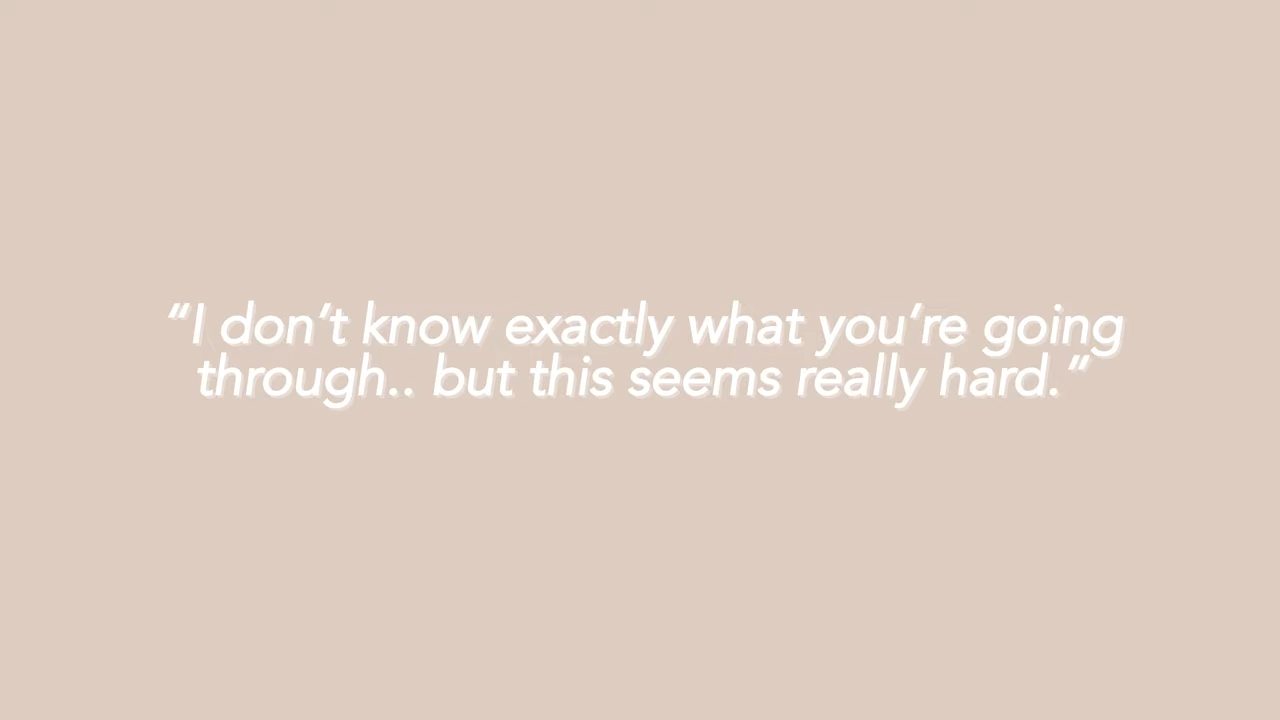 “I don’t know exactly what you’re going
through.. but this seems really hard.”